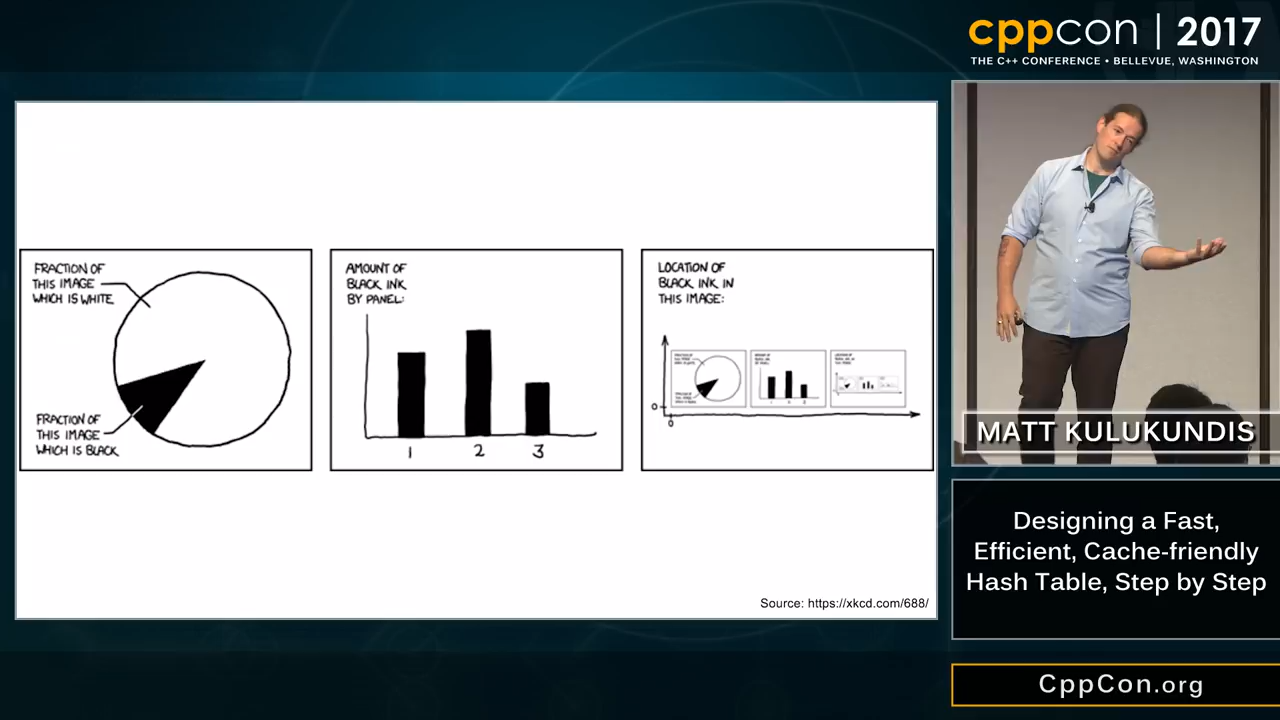 cppcon | 2017
THE C++ CONFERENCE • BELLEVUE, WASHINGTON
FRACTION OF
THIS IMAGE
WHICH IS WHITE
FRACTION OF
THIS IMAGE
WHICH IS BLACK
AMOUNT OF
BLACK INK
BY PANEL:
1 2 3
LOCATION OF
BLACK INK IN
THIS IMAGE:
0
0
Source: https://xkcd.com/688/
MATT KULUKUNDIS
Designing a Fast,
Efficient, Cache-friendly
Hash Table, Step by Step
CppCon.org